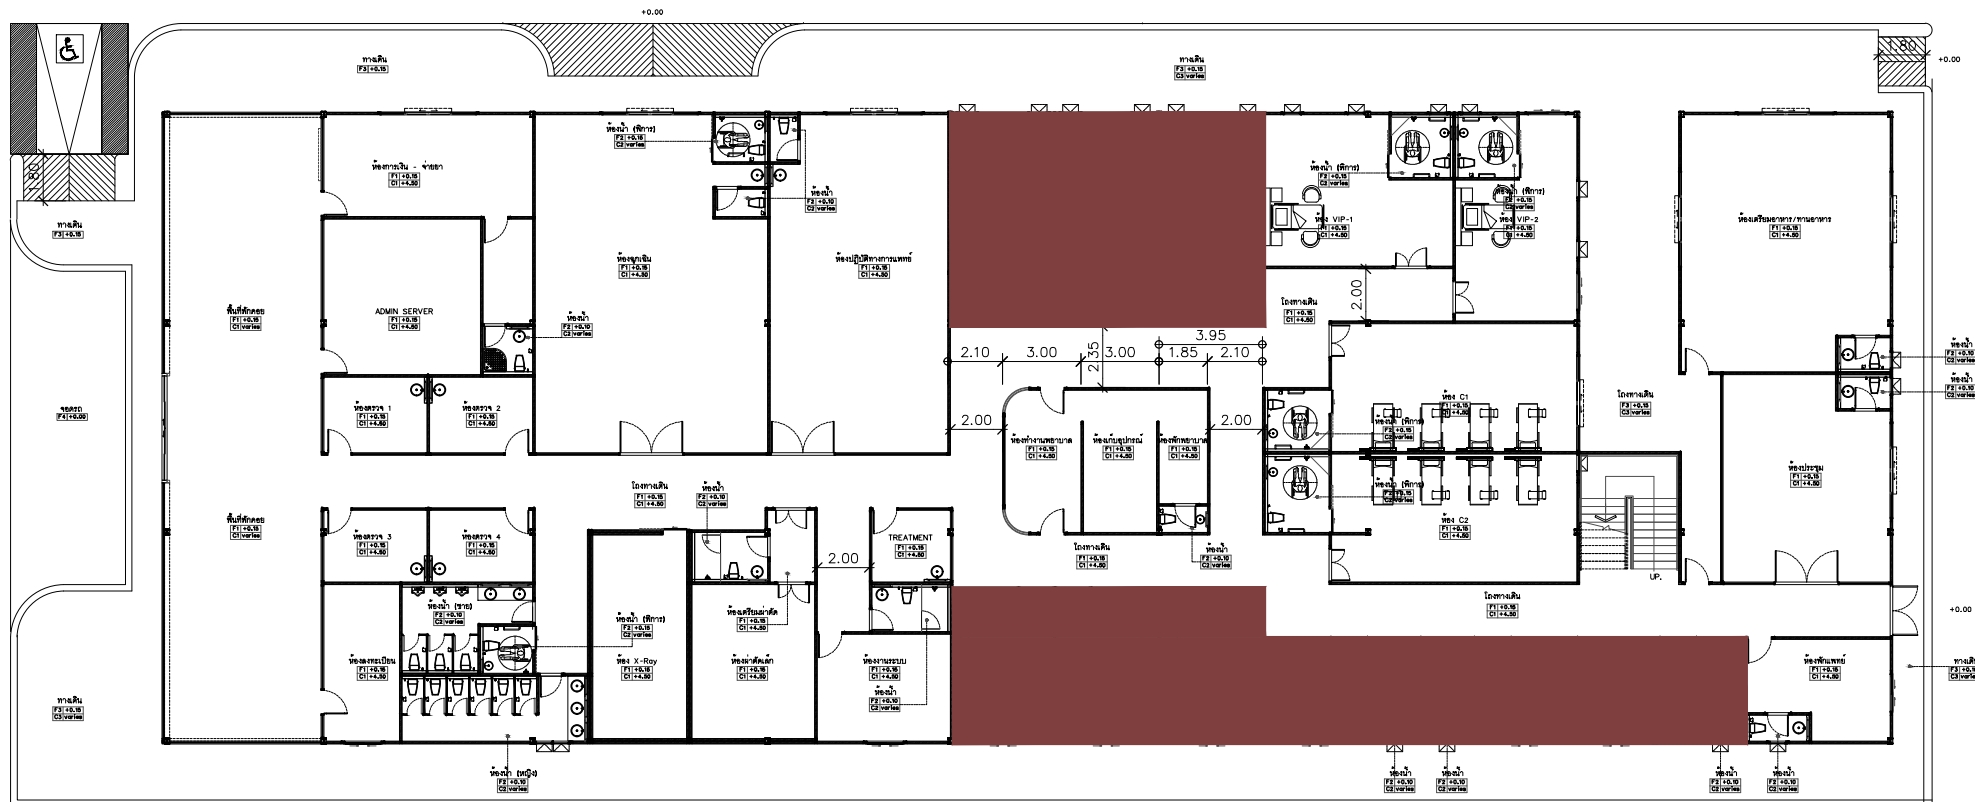 +0.00
ทางเดิน
F3 +0.15
ทางเดิน
F3 +0.15
C3 varies
1.80
+0.00
1.80
ห้องน้ำ (พิการ)
F2 +0.15
C2 varies
ห้องการเงิน - จ่ายยา
F1 +0.15
C1 +4.50
ห้องน้ำ
F2 +0.10
C2 varies
ห้องน้ำ (พิการ)
F2 +0.15
C2 varies
ห้องน้ำ (พิการ)
F2 +0.15
C2 varies
ห้อง VIP-1
F1 +0.15
C1 +4.50
ห้อง VIP-2
F1 +0.15
C1 +4.50
ห้องเตรียมอาหาร/ทานอาหาร
F1 +0.15
C1 +4.50
ทางเดิน
F3 +0.15
ห้องฉุกเฉิน
F1 +0.15
C1 +4.50
ห้องปฏิบัติทางการแพทย์
F1 +0.15
C1 +4.50
พื้นที่พักคอย
F1 +0.15
C1 varies
ADMIN SERVER
F1 +0.15
C1 +4.50
ห้องน้ำ
F2 +0.10
C2 varies
โถงทางเดิน
F1 +0.15
C1 +4.50
2.00
3.95
2.10
3.00
2.35
3.00
1.85
2.10
ห้องน้ำ
F2 +0.10
C2 varies
ห้องน้ำ
F2 +0.10
C2 varies
จอดรถ
F4 +0.00
ห้องตรวจ 1
F1 +0.15
C1 +4.50
ห้องตรวจ 2
F1 +0.15
C1 +4.50
2.00
2.00
ห้องทำงานพยาบาล
F1 +0.15
C1 +4.50
ห้องเก็บอุปกรณ์
F1 +0.15
C1 +4.50
ห้องพักพยาบาล
F1 +0.15
C1 +4.50
ห้อง C1
F1 +0.15
C1 +4.50
ห้องน้ำ (พิการ)
F2 +0.15
C2 varies
โถงทางเดิน
F3 +0.15
C3 varies
ห้องประชุม
F1 +0.15
C1 +4.50
พื้นที่พักคอย
F1 +0.15
C1 varies
โถงทางเดิน
F1 +0.15
C1 +4.50
ห้องน้ำ
F2 +0.10
C2 varies
ห้องน้ำ (พิการ)
F2 +0.15
C2 varies
ห้อง C2
F1 +0.15
C1 +4.50
ห้องตรวจ 3
F1 +0.15
C1 +4.50
ห้องตรวจ 4
F1 +0.15
C1 +4.50
TREATMENT
F1 +0.15
C1 +4.50
2.00
โถงทางเดิน
F1 +0.15
C1 +4.50
ห้องน้ำ
F2 +0.10
C2 varies
UP.
โถงทางเดิน
F1 +0.15
C1 +4.50
+0.00
ห้องน้ำ (ชาย)
F2 +0.10
C2 varies
ห้องน้ำ (พิการ)
F2 +0.15
C2 varies
ห้องเตรียมผ่าตัด
F1 +0.15
C1 +4.50
ห้องลงทะเบียน
F1 +0.15
C1 +4.50
ห้อง X-Ray
F1 +0.15
C1 +4.50
ห้องผ่าตัดเล็ก
F1 +0.15
C1 +4.50
ห้องงานระบบ
F1 +0.15
C1 +4.50
ห้องน้ำ
F2 +0.10
C2 varies
ห้องพักแพทย์
F1 +0.15
C1 +4.50
ทางเดิน
F3 +0.15
C3 varies
ทางเดิน
F3 +0.15
C3 varies
ห้องน้ำ (หญิง)
F2 +0.10
C2 varies
ห้องน้ำ
F2 +0.10
C2 varies
ห้องน้ำ
F2 +0.10
C2 varies
ห้องน้ำ
F2 +0.10
C2 varies
ห้องน้ำ
F2 +0.10
C2 varies